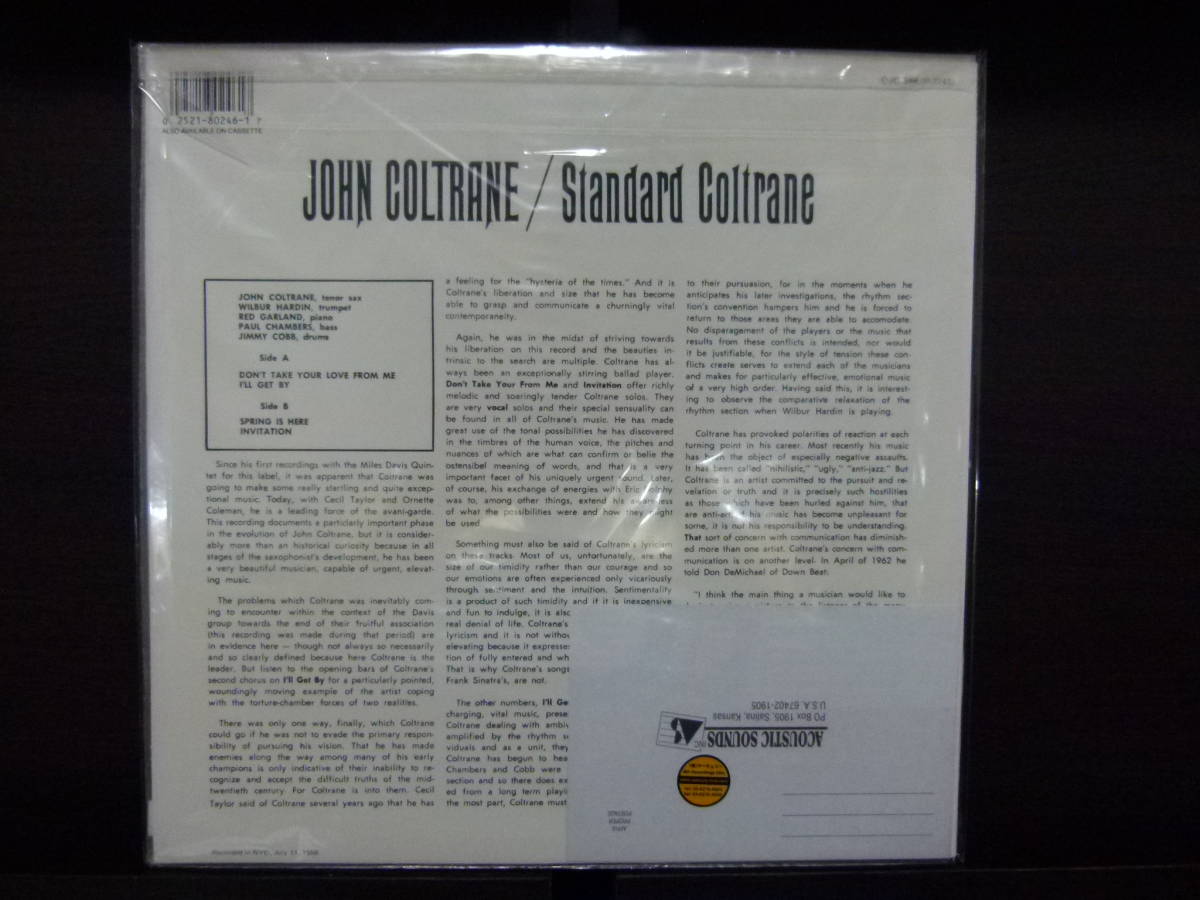 0 2521-80246-1 7
ALSO AVAILABLE ON CASSETTE
JOHN COLTRANE / Standard Coltrane
JOHN COLTRANE, tenor sax
WILBUR HARDIN, trumpet
RED GARLAND, piano
PAUL CHAMBERS, bass
JIMMY COBB, drums
Side A
DON'T TAKE YOUR LOVE FROM ME
I'LL GET BY
Side B
SPRING IS HERE
INVITATION
Since his first recordings with the Miles Davis Quin-
tet for this label, it was apparent that Coltrane was
going to make some really startling and quite excep-
tional music. Today, with Cecil Taylor and Ornette
Coleman, he is a leading force of the avant-garde.
This recording documents a particularly important phase
in the evolution of John Coltrane, but it is consider-
ably more than an historical curiosity because in all
stages of the saxophonist's development, he has been
a very beautiful musician, capable of urgent, elevat-
ing music.
The problems which Coltrane was inevitably com-
ing to encounter within the context of the Davis
group towards the end of their fruitful association
(this recording was made during that period) are
in evidence here — though not always so necessarily
and so clearly defined because here Coltrane is the
leader. But listen to the opening bars of Coltrane's
second chorus on I'll Get By for a particularly pointed,
woundingly moving example of the artist coping
with the torture-chamber forces of two realities.
There was only one way, finally, which Coltrane
could go if he was not to evade the primary respon-
sibility of pursuing his vision. That he has made
enemies along the way among many of his early
champions is only indicative of their inability to re-
cognize and accept the difficult truths of the mid-
twentieth century. For Coltrane is into them. Cecil
Taylor said of Coltrane several years ago that he has
Recorded in NYC, July 11, 1958
a feeling for the "hysteria of the times." And it is
Coltrane's liberation and size that he has become
able to grasp and communicate a churningly vital
contemporaneity.
Again, he was in the midst of striving towards
his liberation on this record and the beauties in-
trinsic to the search are multiple. Coltrane has al-
ways been an exceptionally stirring ballad player.
Don't Take Your From Me and Invitation offer richly
melodic and soaringly tender Coltrane solos. They
are very vocal solos and their special sensuality can
be found in all of Coltrane's music. He has made
great use of the tonal possibilities he has discovered
in the timbres of the human voice, the pitches and
nuances of which are what can confirm or belie the
ostensibel meaning of words, and that is a very
important facet of his uniquely urgent sound. Later,
of course, his exchange of energies with Eric Dolphy
was to, among other things, extend his awareness
of what the possibilities were and how they might
be used
Something must also be said of Coltrane's lyricism
on these tracks. Most of us, unfortunately, are the
size of our timidity rather than our courage and so
our emotions are often experienced only vicariously
through sentiment and the intuition. Sentimentality
is a product of such timidity and if it is inexpensive
and fun to indulge, it is also
real denial of life. Coltrane's
lyricism and it is not withou
elevating because it expresse
tion of fully entered and wh
That is why Coltrane's songs
Frank Sinatra's, are not.
The other numbers, I'll Ge
charging, vital music, prese
Coltrane dealing with ambiv
amplified by the rhythm s
viduals and as a unit, they
Coltrane has begun to hea
Chambers and Cobb were
section and so there does ex
ed from a long term playi
the most part, Coltrane must
to their pursuasion, for in the moments when he
anticipates his later investigations, the rhythm sec-
tion's convention hampers him and he is forced to
return to those areas they are able to accomodate.
No disparagement of the players or the music that
results from these conflicts is intended, nor would
it be justifiable, for the style of tension these con-
flicts create serves to extend each of the musicians
and makes for particularly effective, emotional music
of a very high order. Having said this, it is interest-
ing to observe the comparative relaxation of the
rhythm section when Wilbur Hardin is playing.
Coltrane has provoked polarities of reaction at each
turning point in his career. Most recently his music
has been the object of especially negative assaults.
It has been called "nihilistic," "ugly," "anti-jazz." But
Coltrane is an artist committed to the pursuit and re-
velation or truth and it is precisely such hostilities
as those which have been hurled against him, that
are anti-art. If his music has become unpleasant for
some, it is not his responsibility to be understanding.
That sort of concern with communication has diminish-
ed more than one artist. Coltrane's concern with com-
munication is on another level. In April of 1962 he
told Don DeMichael of Down Beat.
"I think the main thing a musician would like to
ACOUSTIC SOUNDS INC
PO Box 1905, Salina, Kansas
U.S.A. 67402-1905
AFFIX
PROPER
POSTAGE